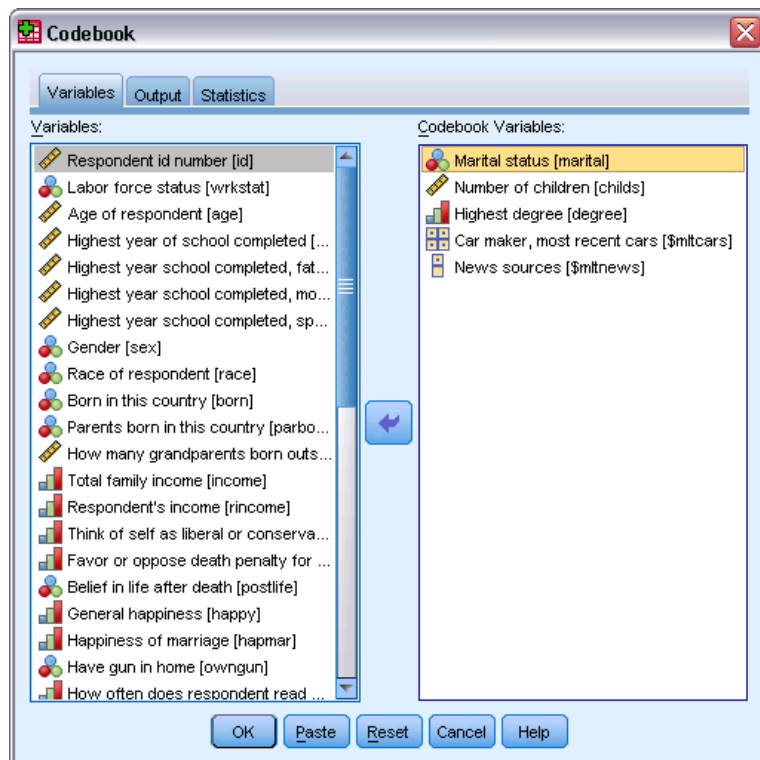 Codebook
Variables Output Statistics
Variables:
Respondent id number [id]
Labor force status [wrkstat]
Age of respondent [age]
Highest year of school completed [...
Highest year school completed, fat...
Highest year school completed, mo...
Highest year school completed, sp...
Gender [sex]
Race of respondent [race]
Born in this country [born]
Parents born in this country [parbo...
How many grandparents born outs...
Total family income [income]
Respondent's income [rincome]
Think of self as liberal or conserva...
Favor or oppose death penalty for ...
Belief in life after death [postlife]
General happiness [happy]
Happiness of marriage [hapmar]
Have gun in home [owngun]
How often does respondent read ...
Codebook Variables:
Marital status [marital]
Number of children [childs]
Highest degree [degree]
Car maker, most recent cars [$mltcars]
News sources [$mltnews]
OK Paste Reset Cancel Help